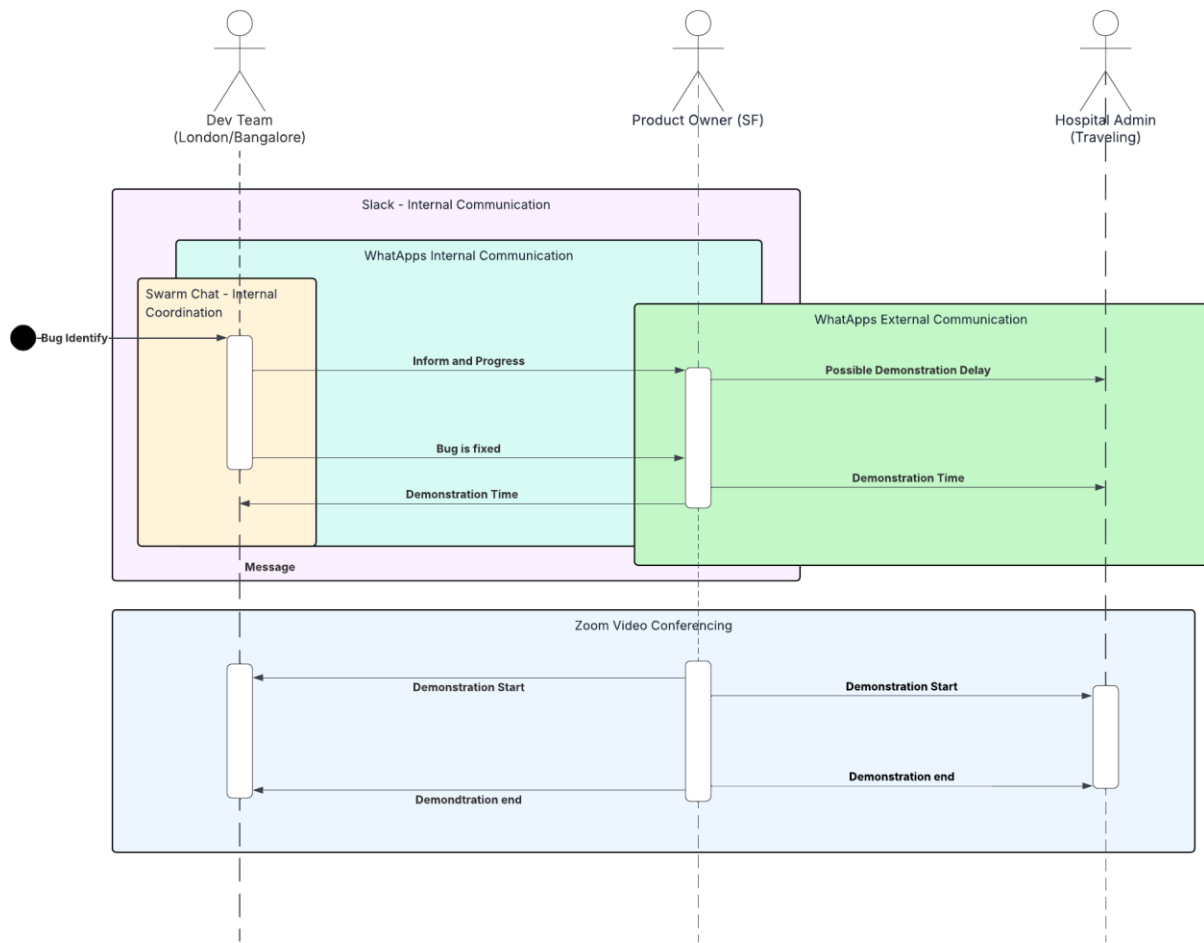 Dev Team
(London/Bangalore)
Product Owner (SF)
Hospital Admin
(Traveling)
Slack - Internal Communication
WhatApps Internal Communication
Swarm Chat - Internal
Coordination
WhatApps External Communication
Bug Identify
Inform and Progress
Possible Demonstration Delay
Bug is fixed
Demonstration Time
Demonstration Time
Message
Zoom Video Conferencing
Demonstration Start
Demonstration Start
Demonstration end
Demondtration end